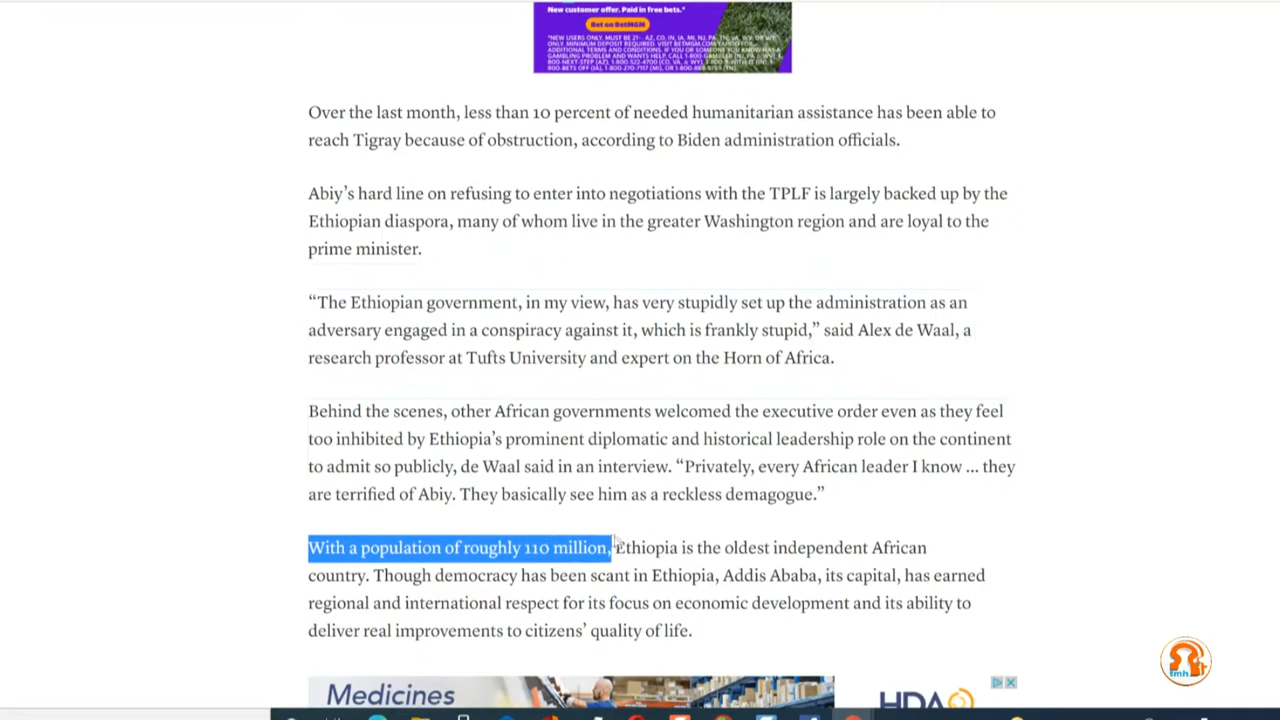 New customer offer. Paid in free bets.*
Bet on BetMGM
Over the last month, less than 10 percent of needed humanitarian assistance has been able to
reach Tigray because of obstruction, according to Biden administration officials.
Abiy’s hard line on refusing to enter into negotiations with the TPLF is largely backed up by the
Ethiopian diaspora, many of whom live in the greater Washington region and are loyal to the
prime minister.
“The Ethiopian government, in my view, has very stupidly set up the administration as an
adversary engaged in a conspiracy against it, which is frankly stupid,” said Alex de Waal, a
research professor at Tufts University and expert on the Horn of Africa.
Behind the scenes, other African governments welcomed the executive order even as they feel
too inhibited by Ethiopia’s prominent diplomatic and historical leadership role on the continent
to admit so publicly, de Waal said in an interview. “Privately, every African leader I know ... they
are terrified of Abiy. They basically see him as a reckless demagogue.”
With a population of roughly 110 million, Ethiopia is the oldest independent African
country. Though democracy has been scant in Ethiopia, Addis Ababa, its capital, has earned
regional and international respect for its focus on economic development and its ability to
deliver real improvements to citizens’ quality of life.
tmh
Medicines
HDA